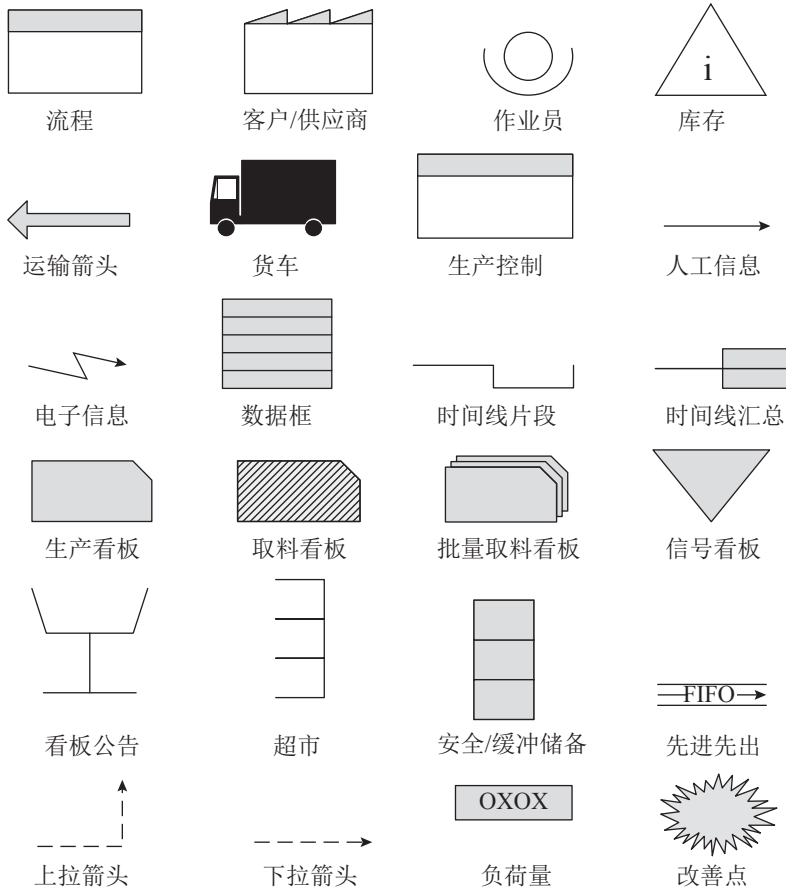 流程 客户/供应商 作业员 i 库存
运输箭头 货车 生产控制 人工信息
电子信息 数据框 时间线片段 时间线汇总
生产看板 取料看板 批量取料看板 信号看板
看板公告 超市 安全/缓冲储备 FIFO 先进先出
上拉箭头 下拉箭头 OXOX 负荷量 改善点